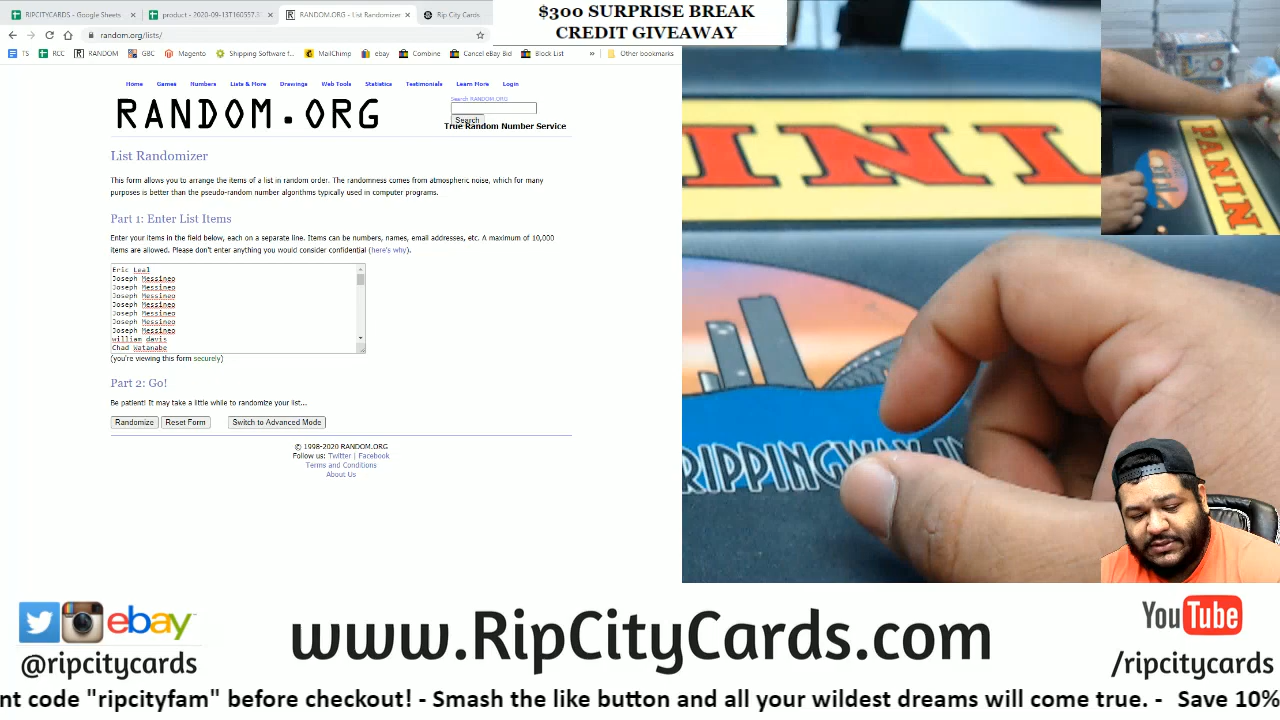 RIPCITYCARDS - Google Sheets
product - 2020-09-13T160557.8
RANDOM.ORG - List Randomizer
Rip City Cards
random.org/lists/
TS
RCC
RANDOM
GBC
Magento
Shipping Software f...
MailChimp
ebay
Combine
Cancel eBay Bid
Block List
»
Other bookmarks
$300 SURPRISE BREAK
CREDIT GIVEAWAY
Home
Games
Numbers
Lists & More
Drawings
Web Tools
Statistics
Testimonials
Learn More
Login
RANDOM.ORG
Search RANDOM.ORG
Search
True Random Number Service
List Randomizer
This form allows you to arrange the items of a list in random order. The randomness comes from atmospheric noise, which for many
purposes is better than the pseudo-random number algorithms typically used in computer programs.
Part 1: Enter List Items
Enter your items in the field below, each on a separate line. Items can be numbers, names, email addresses, etc. A maximum of 10,000
items are allowed. Please don't enter anything you would consider confidential (here's why).
Eric Leal
Joseph Messineo
Joseph Messineo
Joseph Messineo
Joseph Messineo
Joseph Messineo
Joseph Messineo
Joseph Messineo
william davis
Chad Watanabe
(you're viewing this form securely)
Part 2: Go!
Be patient! It may take a little while to randomize your list...
Randomize
Reset Form
Switch to Advanced Mode
© 1998-2020 RANDOM.ORG
Follow us: Twitter | Facebook
Terms and Conditions
About Us
INI
PANINI
RIPPINGWAX.IN
ebay
@ripcitycards
www.RipCityCards.com
YouTube
/ripcitycards
nt code "ripcityfam" before checkout! - Smash the like button and all your wildest dreams will come true. - Save 10%